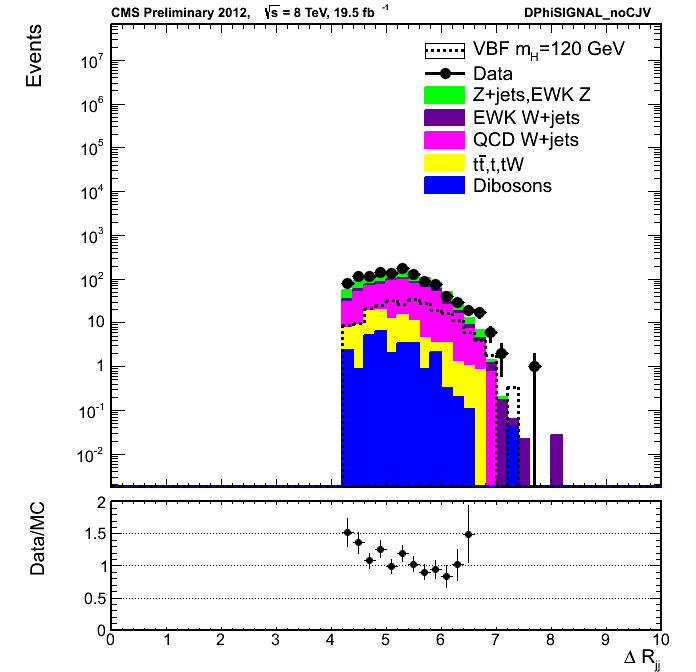 CMS Preliminary 2012, √s = 8 TeV, 19.5 fb⁻¹ DPhiSIGNAL_noCJV
Events
10⁷
10⁶
10⁵
10⁴
10³
10²
10
1
10⁻¹
10⁻²
VBF m_H=120 GeV
Data
Z+jets,EWK Z
EWK W+jets
QCD W+jets
tt̄,t,tW
Dibosons
Data/MC
2
1.5
1
0.5
0
0 1 2 3 4 5 6 7 8 9 10
Δ R_jj